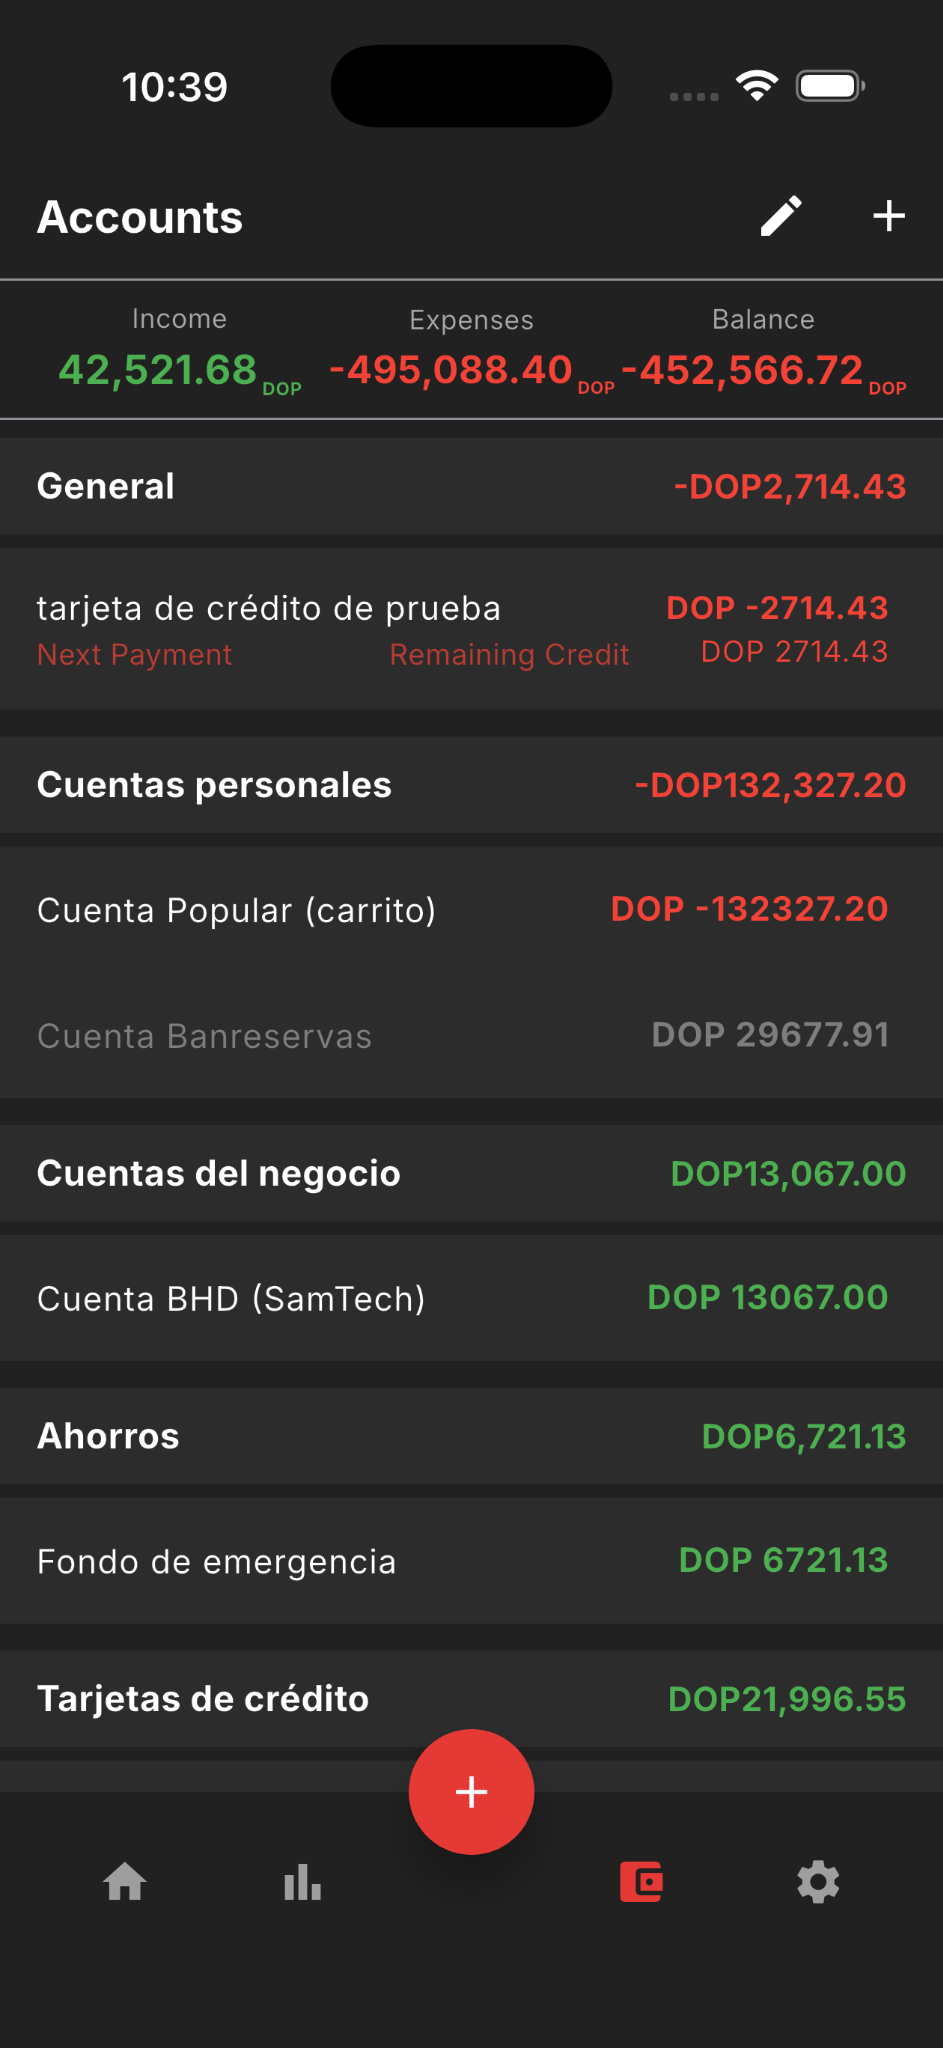 10:39
Accounts
Income Expenses Balance
42,521.68 DOP -495,088.40 DOP -452,566.72 DOP
General -DOP2,714.43
tarjeta de crédito de prueba DOP -2714.43
Next Payment Remaining Credit DOP 2714.43
Cuentas personales -DOP132,327.20
Cuenta Popular (carrito) DOP -132327.20
Cuenta Banreservas DOP 29677.91
Cuentas del negocio DOP13,067.00
Cuenta BHD (SamTech) DOP 13067.00
Ahorros DOP6,721.13
Fondo de emergencia DOP 6721.13
Tarjetas de crédito DOP21,996.55